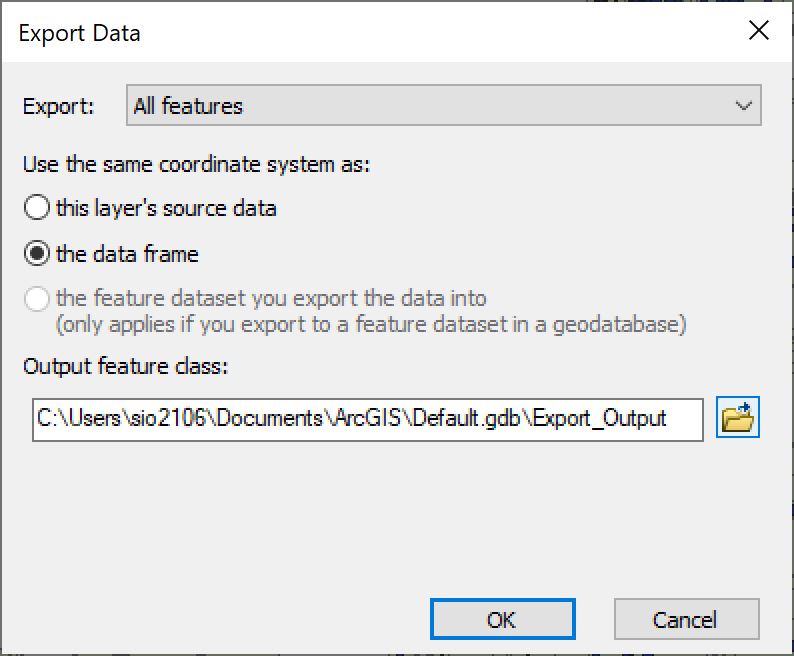 Export Data
Export: All features
Use the same coordinate system as:
this layer's source data
the data frame
the feature dataset you export the data into
(only applies if you export to a feature dataset in a geodatabase)
Output feature class:
C:\Users\sio2106\Documents\ArcGIS\Default.gdb\Export_Output
OK Cancel